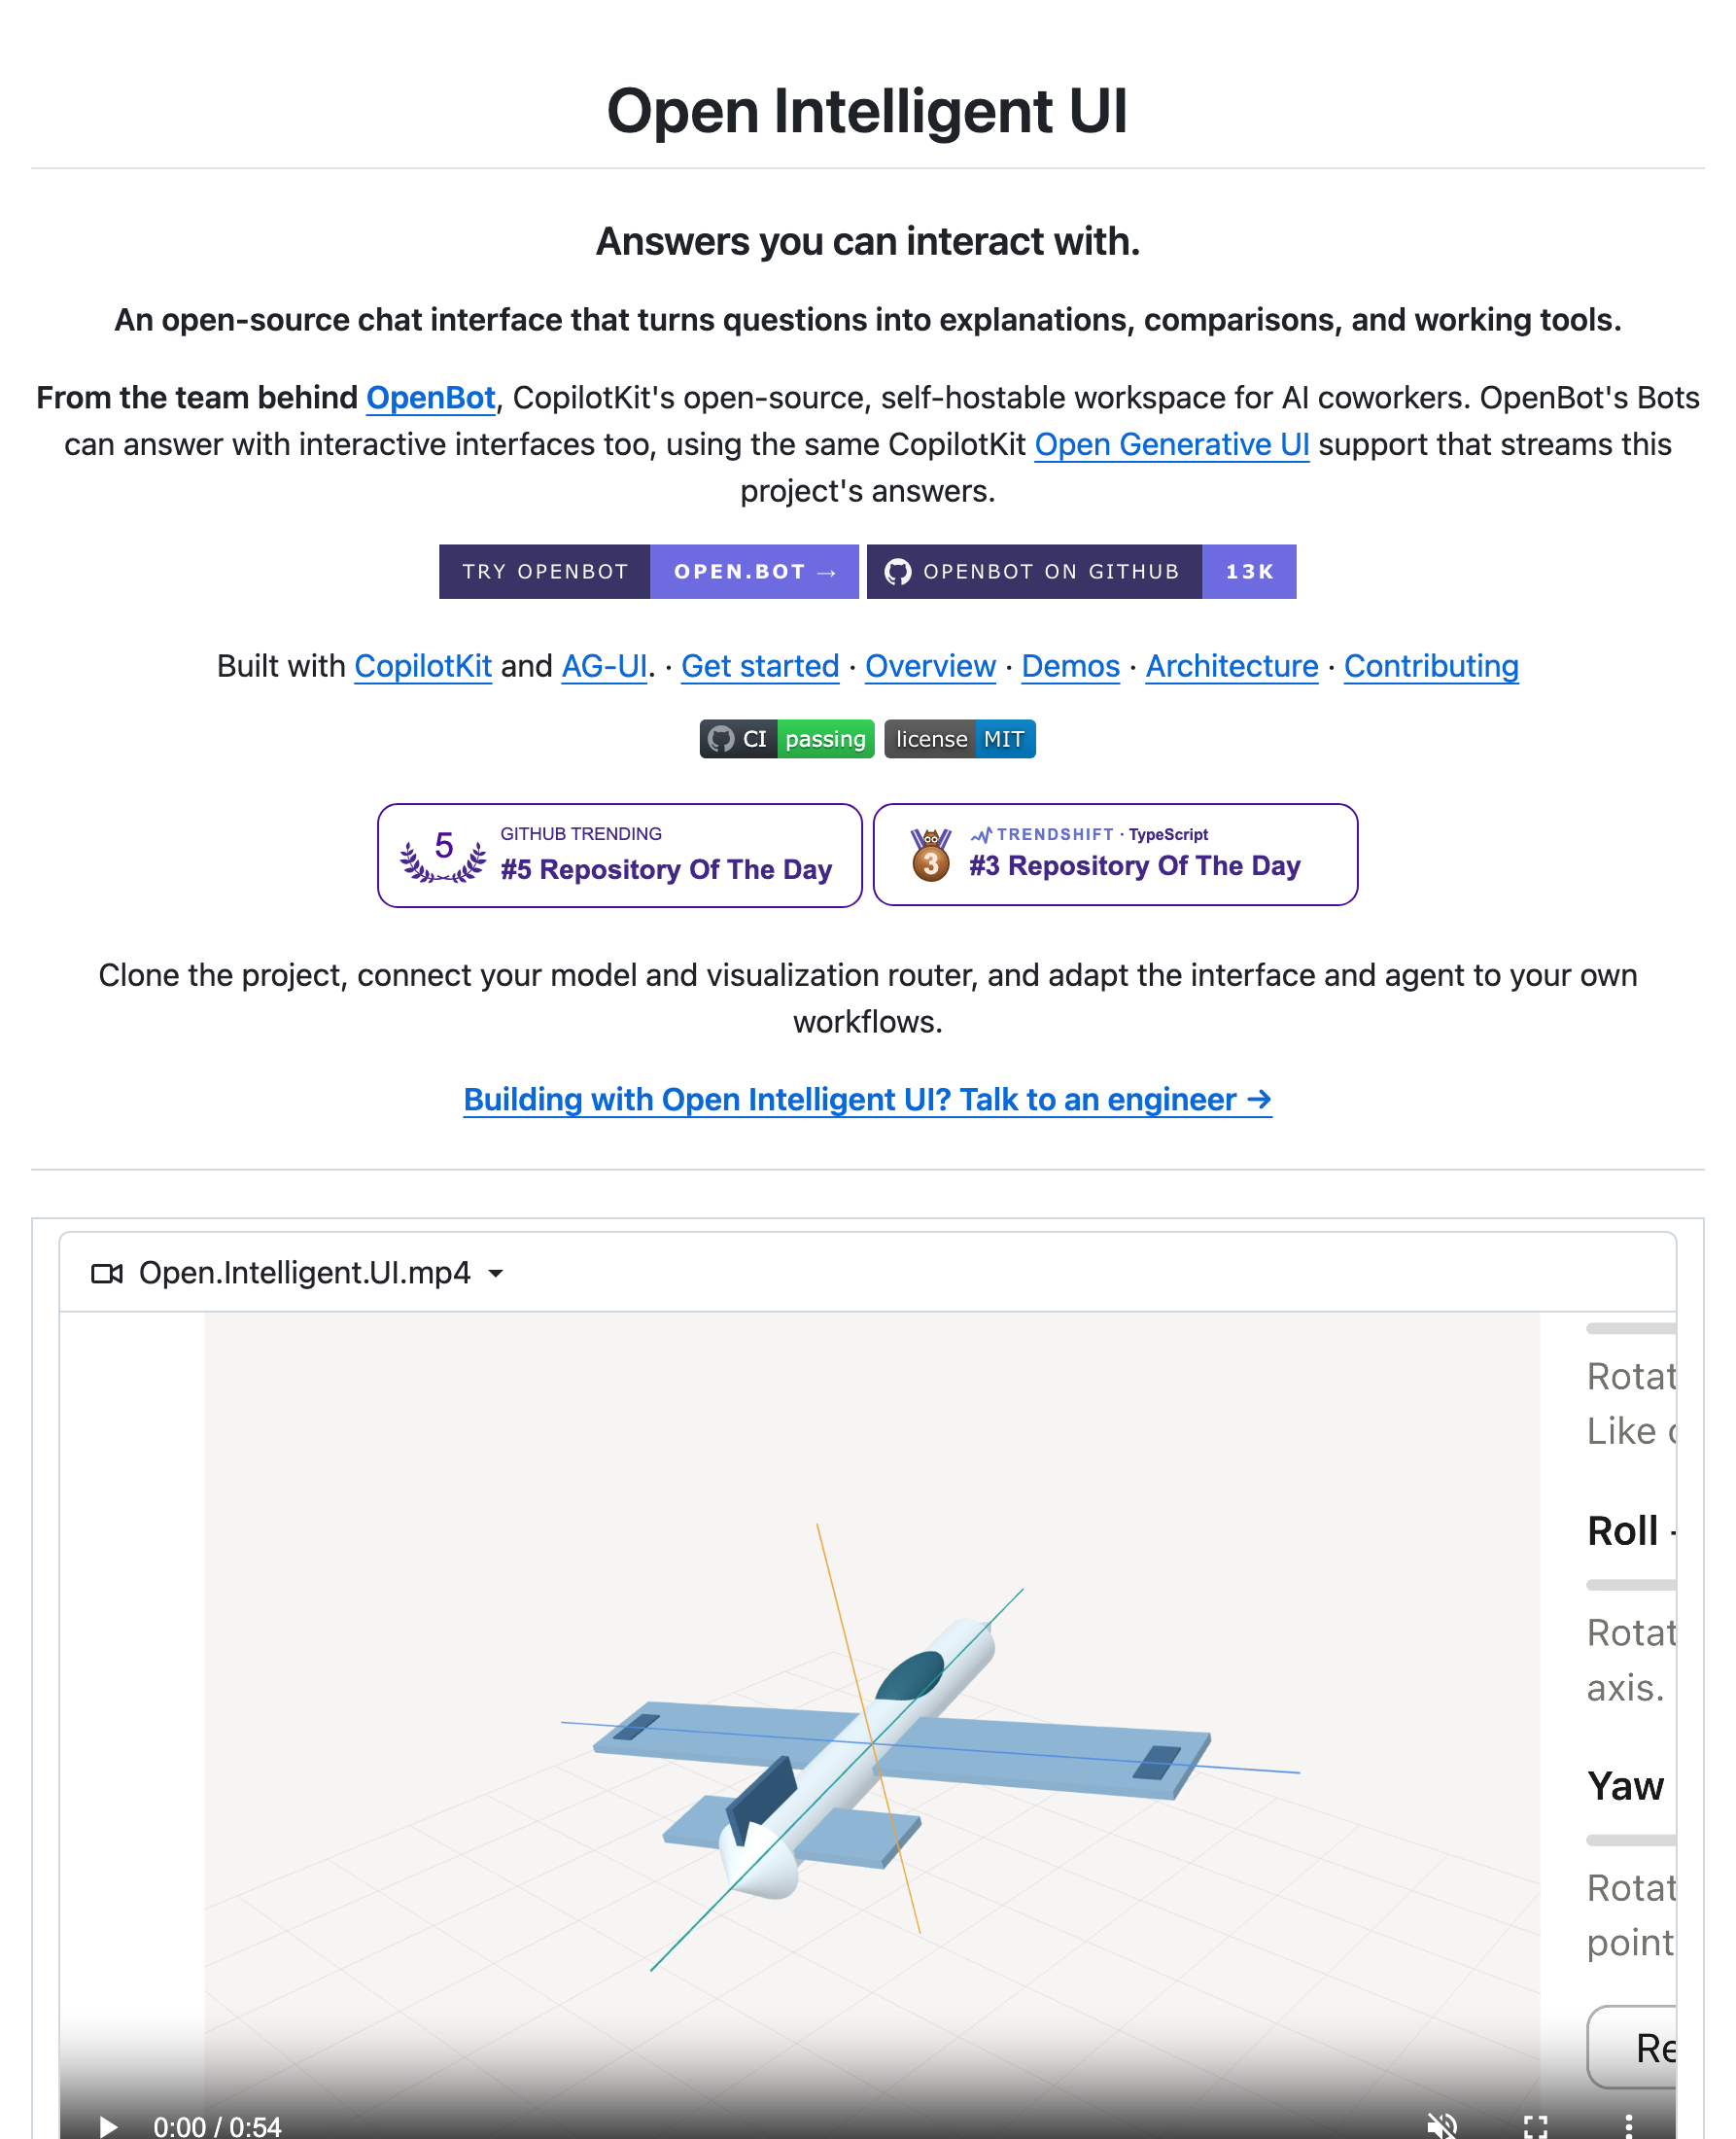 Open Intelligent UI
Answers you can interact with.
An open-source chat interface that turns questions into explanations, comparisons, and working tools.
From the team behind OpenBot, CopilotKit's open-source, self-hostable workspace for AI coworkers. OpenBot's Bots
can answer with interactive interfaces too, using the same CopilotKit Open Generative UI support that streams this
project's answers.
TRY OPENBOT OPEN.BOT → OPENBOT ON GITHUB 13K
Built with CopilotKit and AG-UI. · Get started · Overview · Demos · Architecture · Contributing
CI passing license MIT
5 GITHUB TRENDING
#5 Repository Of The Day
3 TRENDSHIFT · TypeScript
#3 Repository Of The Day
Clone the project, connect your model and visualization router, and adapt the interface and agent to your own
workflows.
Building with Open Intelligent UI? Talk to an engineer →
Open.Intelligent.UI.mp4
Rotat
Like
Roll
Rotat
axis.
Yaw
Rotat
point
Re
0:00 / 0:54